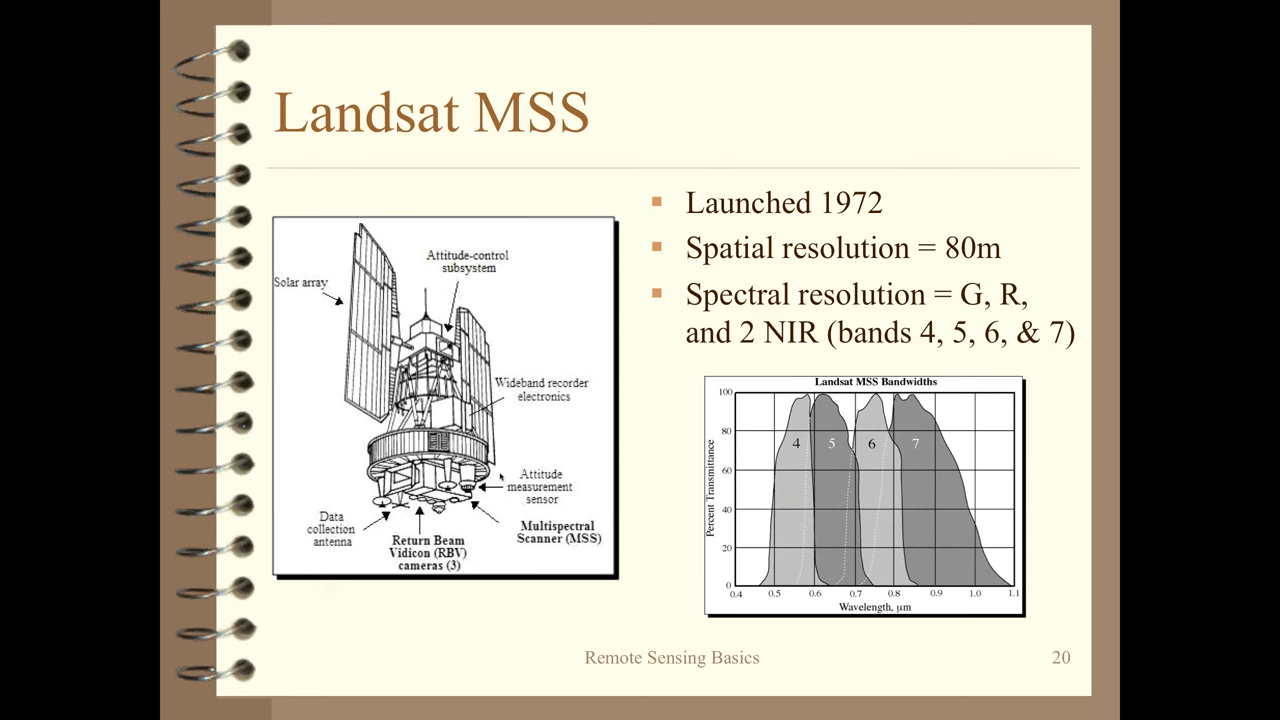 Landsat MSS
Launched 1972
Spatial resolution = 80m
Spectral resolution = G, R,
and 2 NIR (bands 4, 5, 6, & 7)
Attitude-control
subsystem
Solar array
Wideband recorder
electronics
Attitude
measurement
sensor
Data
collection
antenna
Multispectral
Scanner (MSS)
Return Beam
Vidicon (RBV)
cameras (3)
Landsat MSS Bandwidths
Percent Transmittance
100
80
60
40
20
0
4 5 6 7
0.4 0.5 0.6 0.7 0.8 0.9 1.0 1.1
Wavelength, μm
Remote Sensing Basics
20